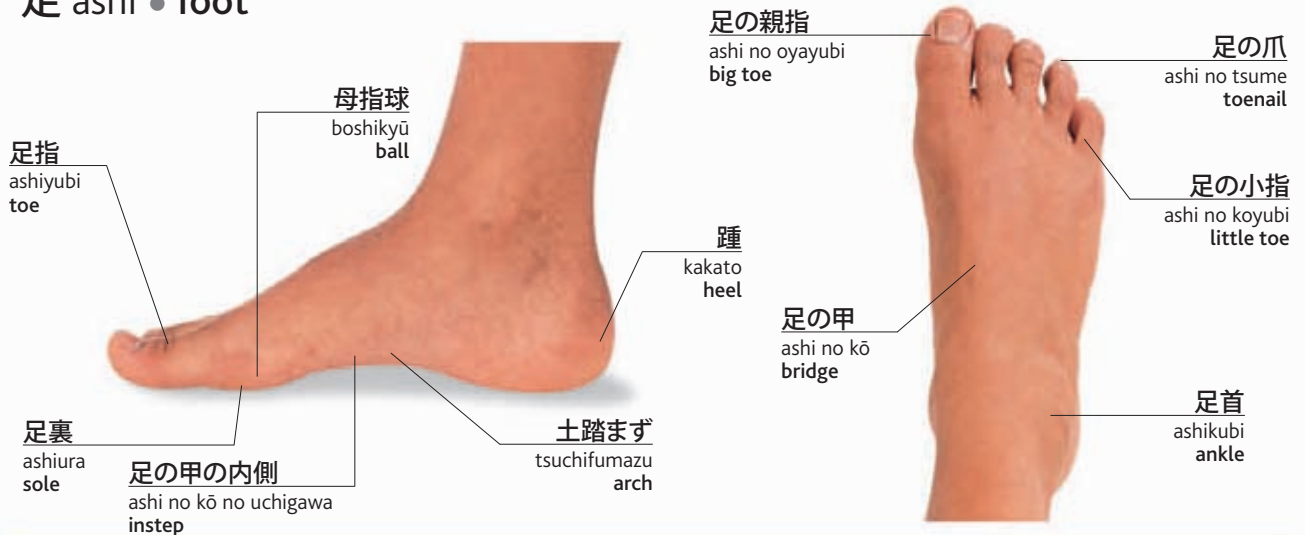 足 ashi • foot
足指
ashiyubi
toe
母指球
boshikyū
ball
踵
kakato
heel
足裏
ashiura
sole
足の甲の内側
ashi no kō no uchigawa
instep
土踏まず
tsuchifumazu
arch
足の親指
ashi no oyayubi
big toe
足の爪
ashi no tsume
toenail
足の小指
ashi no koyubi
little toe
足の甲
ashi no kō
bridge
足首
ashikubi
ankle